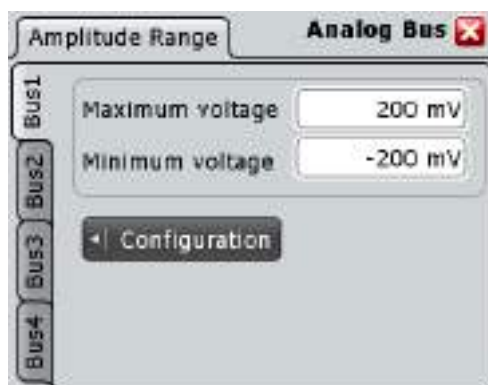 Amplitude Range
Analog Bus
Bus1
Bus2
Bus3
Bus4
Maximum voltage 200 mV
Minimum voltage -200 mV
Configuration